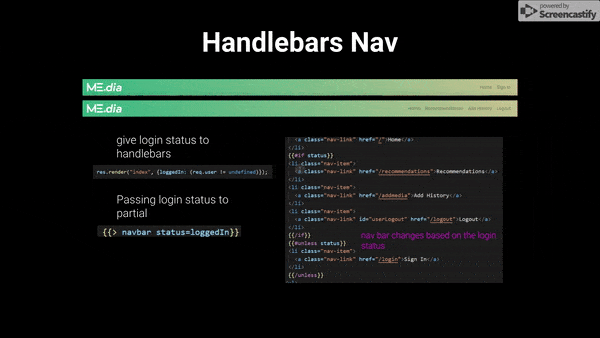 powered by
Screencastify
Handlebars Nav
ME.dia
Home Sign In
ME.dia
Home Recommendations Add History Logout
give login status to
handlebars
res.render("index", {loggedIn: (req.user != undefined)});
Passing login status to
partial
{{> navbar status=loggedIn}}
<a class="nav-link" href="/">Home</a>
</li>
{{#if status}}
<li class="nav-item">
<a class="nav-link" href="/recommendations">Recommendations</a>
</li>
<li class="nav-item">
<a class="nav-link" href="/addmedia">Add History</a>
</li>
<li class="nav-item">
<a class="nav-link" id="userLogout" href="/logout">Logout</a>
</li>
{{/if}}
{{#unless status}}
<li class="nav-item">
<a class="nav-link" href="/login">Sign In</a>
</li>
{{/unless}}
nav bar changes based on the login
status